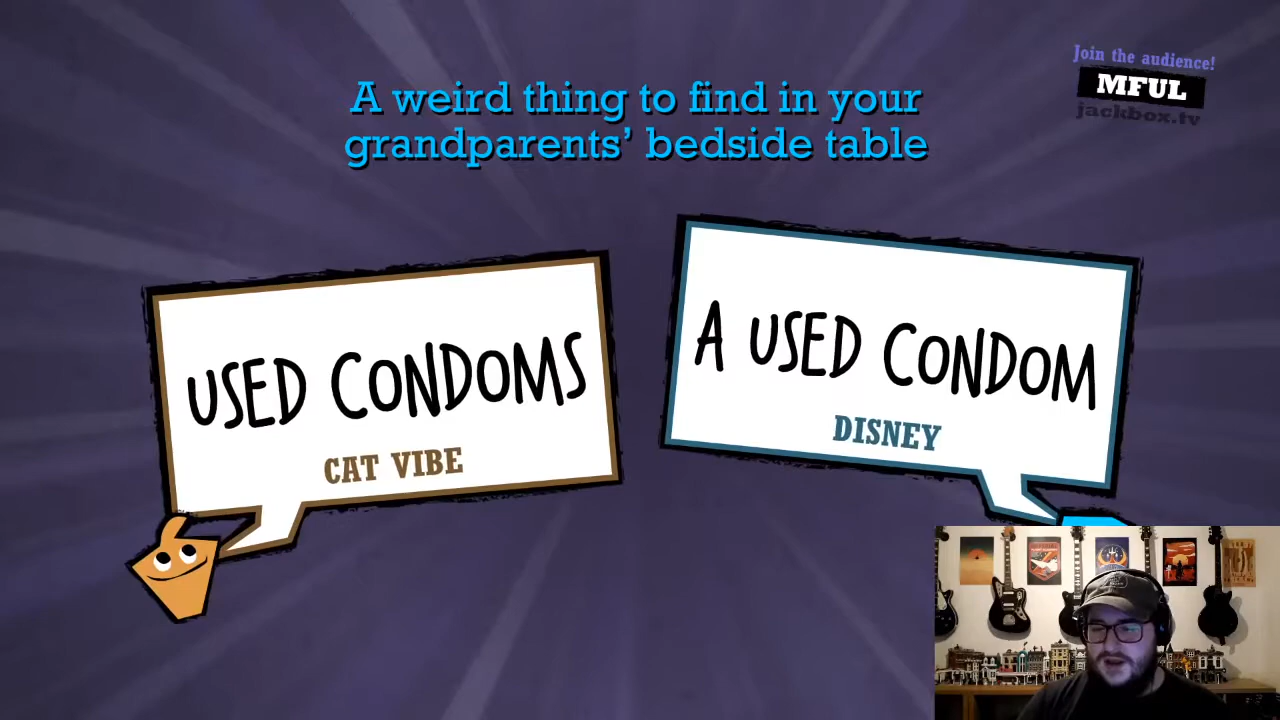 Join the audience!
MFUL
jackbox.tv
A weird thing to find in your
grandparents’ bedside table
USED CONDOMS
CAT VIBE
A USED CONDOM
DISNEY